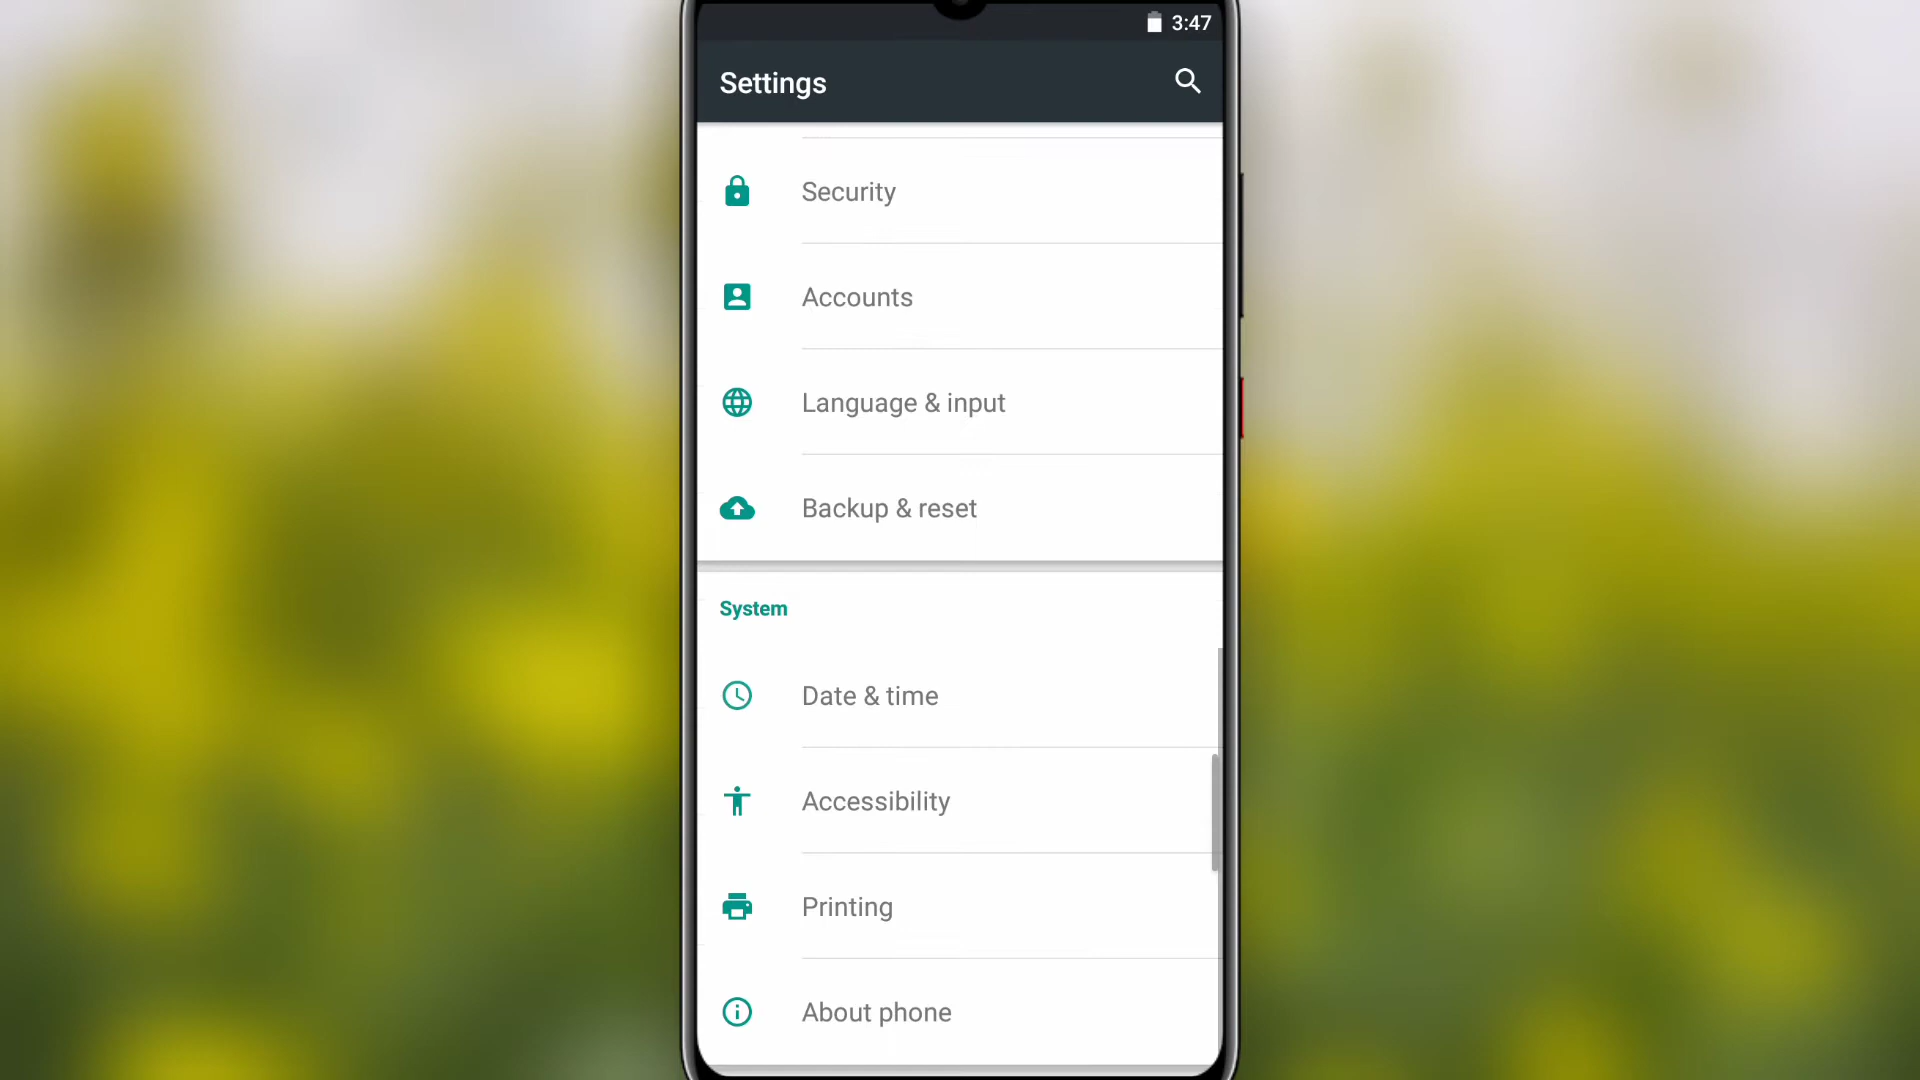 3:47
Settings
Security
Accounts
Language & input
Backup & reset
System
Date & time
Accessibility
Printing
About phone